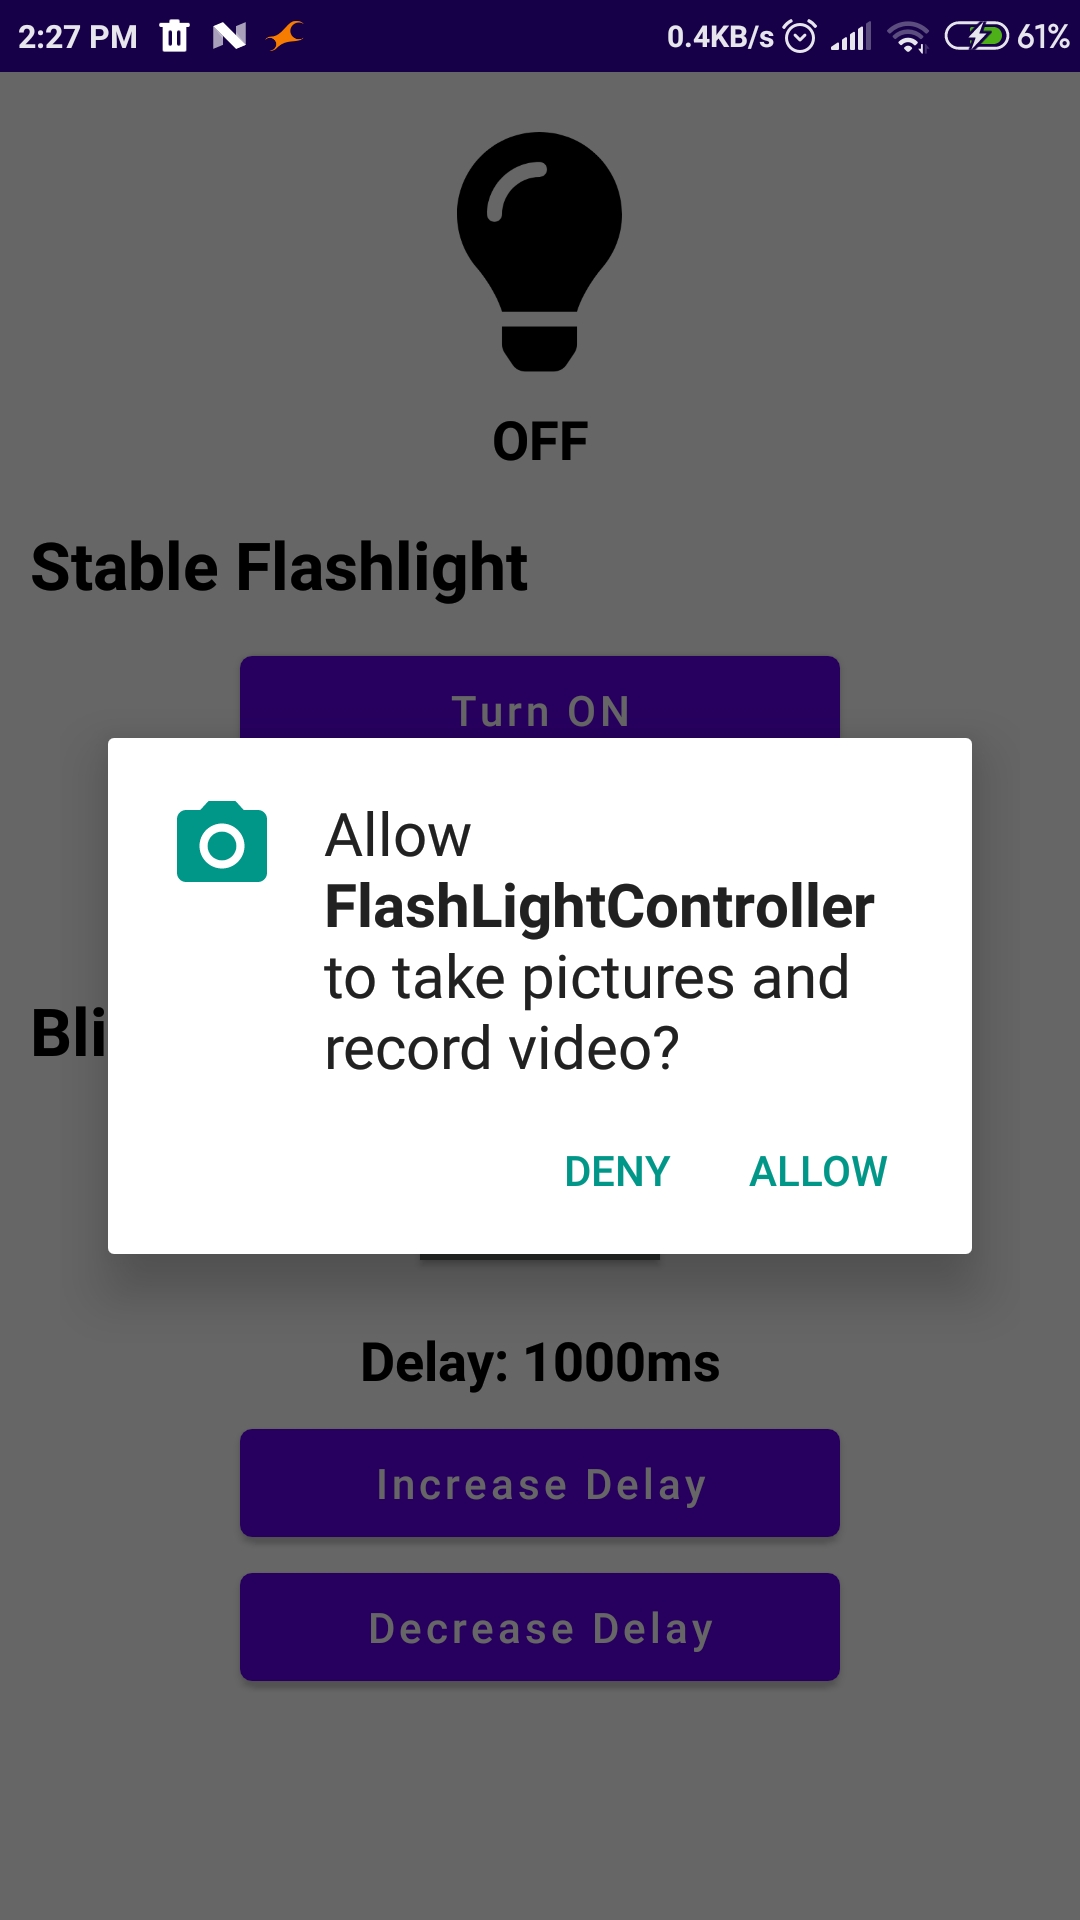 2:27 PM 0.4KB/s 61%
OFF
Stable Flashlight
Turn ON
Allow
FlashLightController
to take pictures and
record video?
Bli
DENY ALLOW
Delay: 1000ms
Increase Delay
Decrease Delay